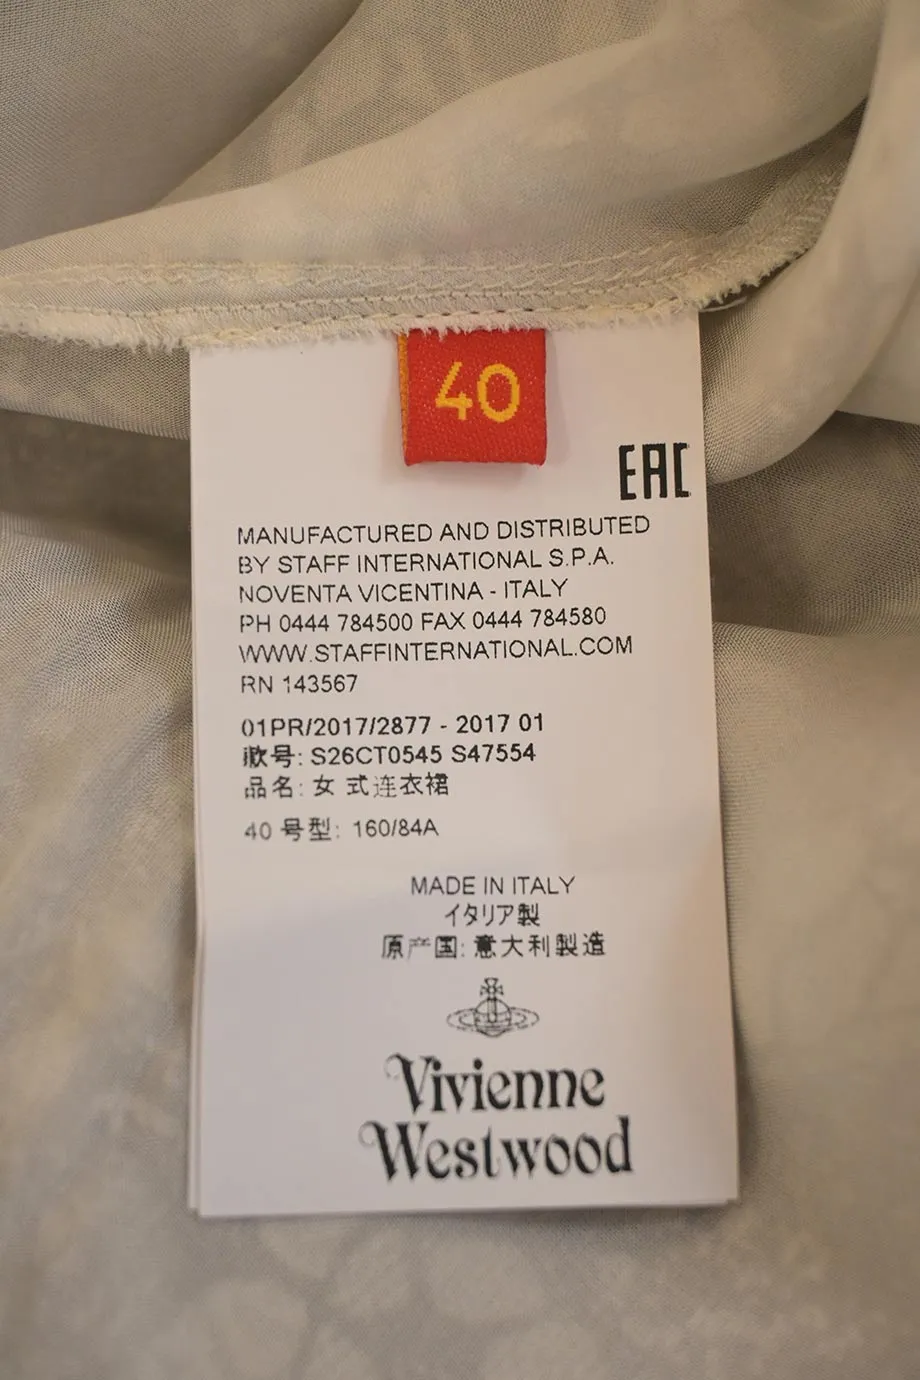 40
EAC
MANUFACTURED AND DISTRIBUTED
BY STAFF INTERNATIONAL S.P.A.
NOVENTA VICENTINA - ITALY
PH 0444 784500 FAX 0444 784580
WWW.STAFFINTERNATIONAL.COM
RN 143567
01PR/2017/2877 - 2017 01
款号: S26CT0545 S47554
品名: 女 式连衣裙
40 号型: 160/84A
MADE IN ITALY
イタリア製
原产国: 意大利製造
Vivienne
Westwood